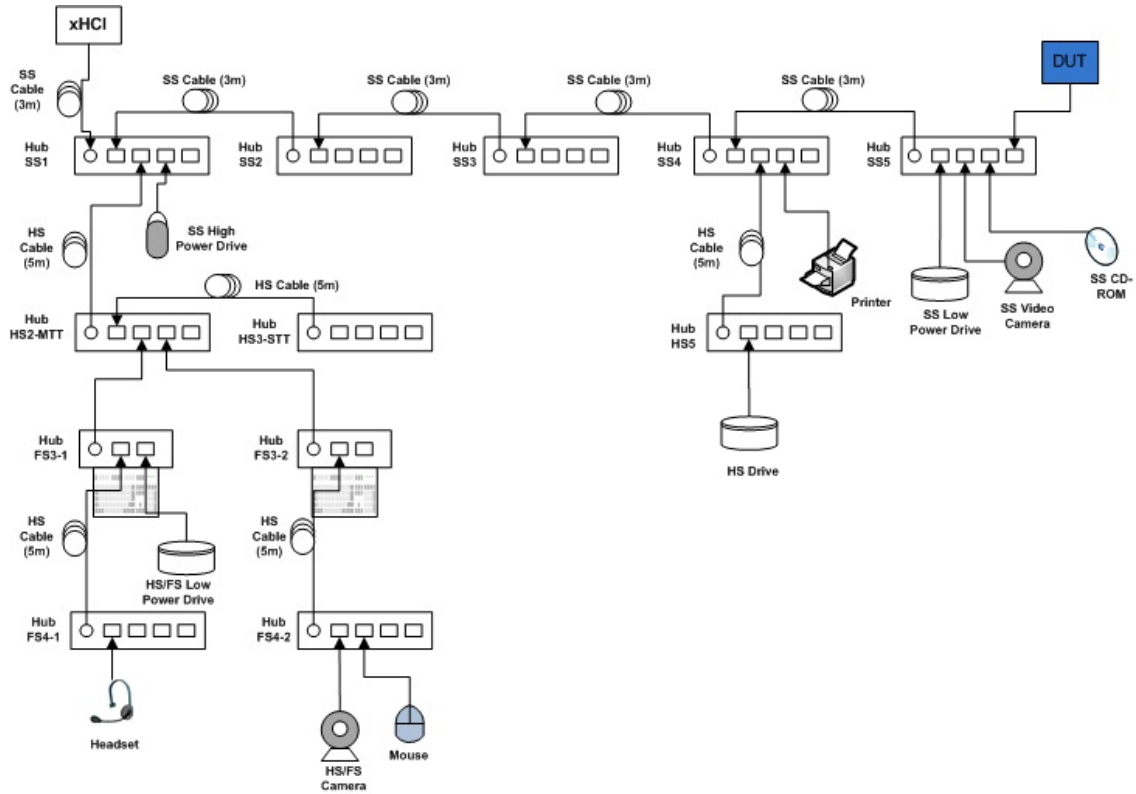 xHCI
SS
Cable
(3m)
SS Cable (3m)
SS Cable (3m)
SS Cable (3m)
SS Cable (3m)
DUT
Hub
SS1
Hub
SS2
Hub
SS3
Hub
SS4
Hub
SS5
HS
Cable
(5m)
SS High
Power Drive
HS
Cable
(5m)
Printer
SS Low
Power Drive
SS Video
Camera
SS CD-
ROM
HS Cable (5m)
Hub
HS2-MTT
Hub
HS3-STT
Hub
HS5
HS Drive
Hub
FS3-1
Hub
FS3-2
HS
Cable
(5m)
HS
Cable
(5m)
HS/FS Low
Power Drive
Hub
FS4-1
Hub
FS4-2
Headset
HS/FS
Camera
Mouse